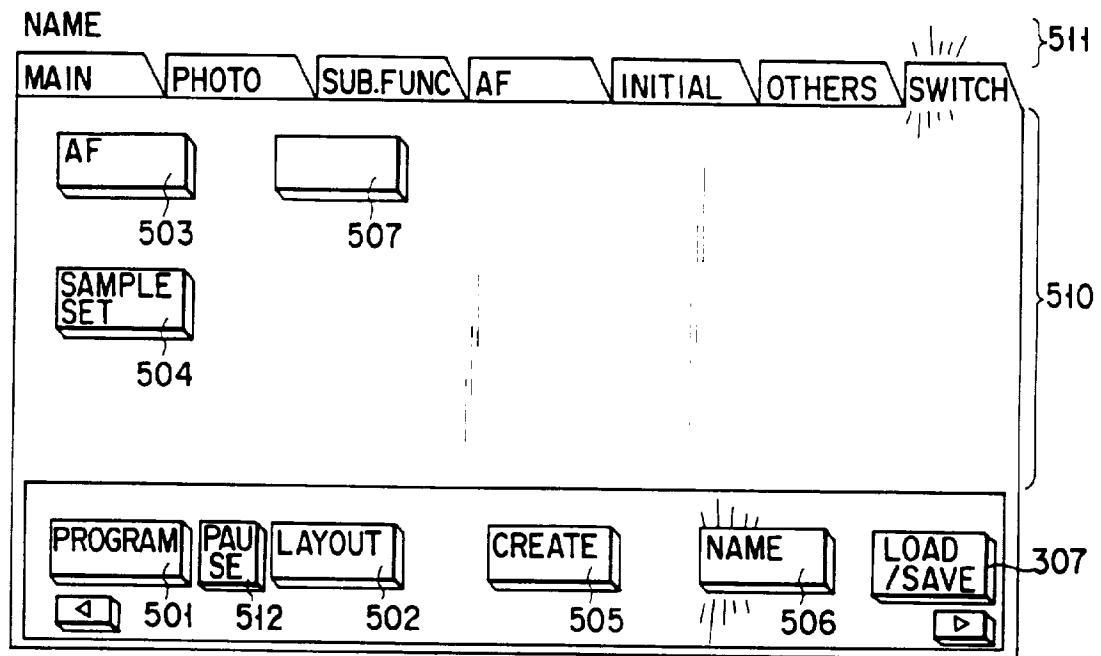 NAME
511
MAIN PHOTO SUB.FUNC AF INITIAL OTHERS SWITCH
AF
503 507
510
SAMPLE
SET
504
PROGRAM PAU
SE LAYOUT CREATE NAME LOAD
/SAVE 307
501 512 502 505 506